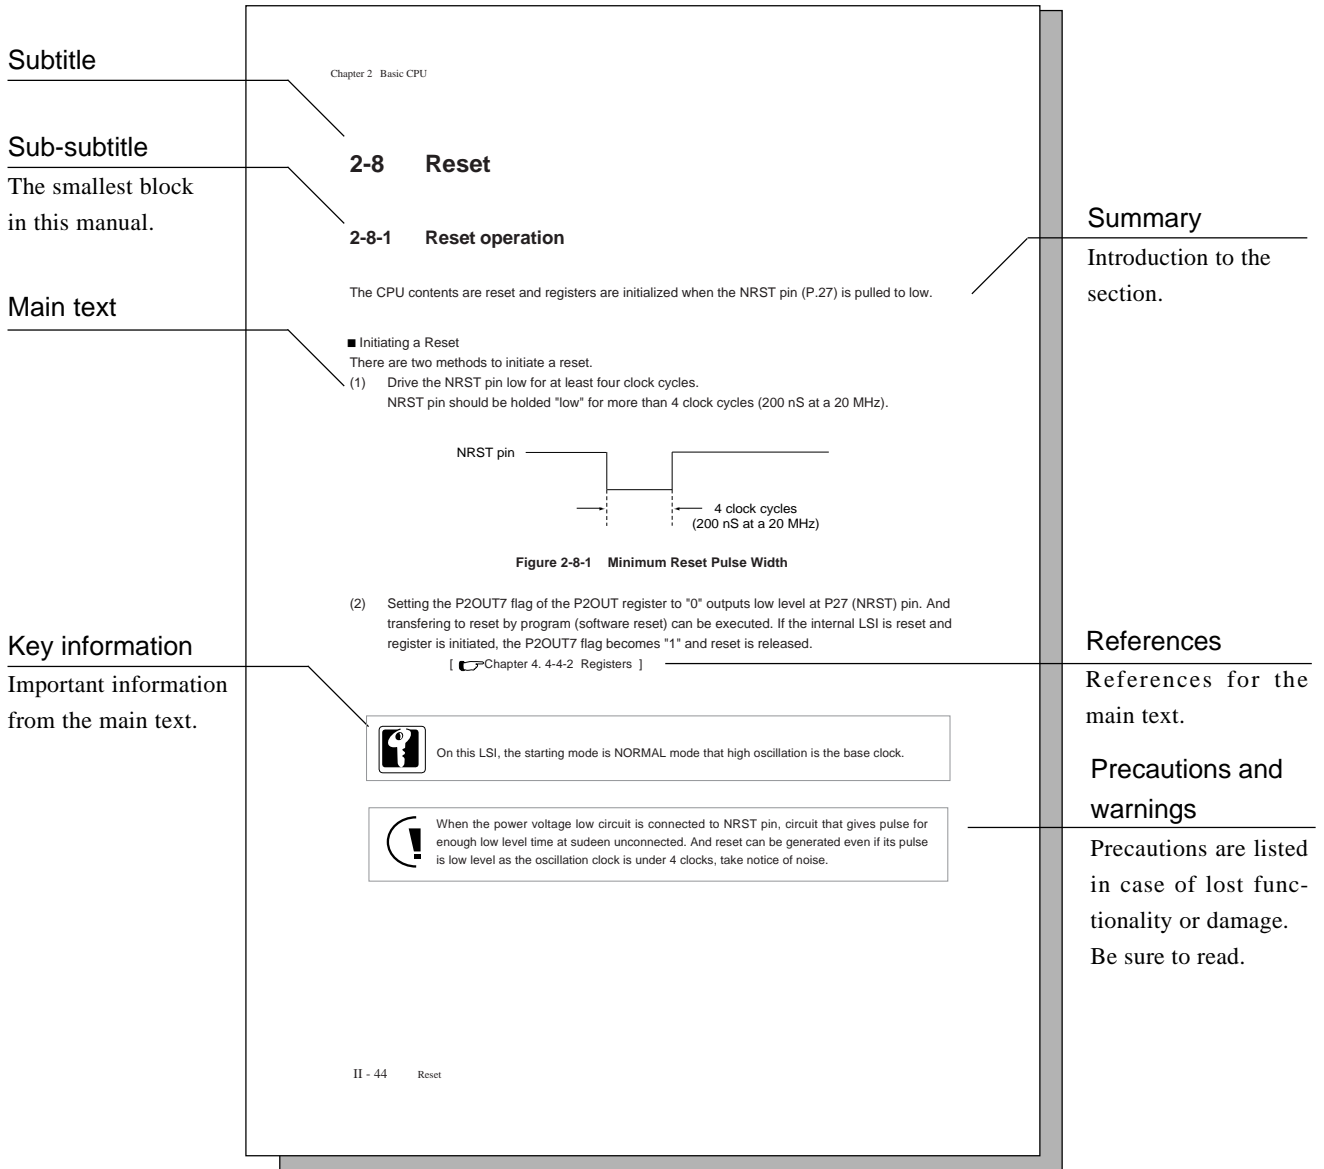 Subtitle
Sub-subtitle
The smallest block
in this manual.
Main text
Key information
Important information
from the main text.
Chapter 2 Basic CPU
2-8 Reset
2-8-1 Reset operation
The CPU contents are reset and registers are initialized when the NRST pin (P.27) is pulled to low.
■ Initiating a Reset
There are two methods to initiate a reset.
(1) Drive the NRST pin low for at least four clock cycles.
NRST pin should be holded "low" for more than 4 clock cycles (200 nS at a 20 MHz).
NRST pin
4 clock cycles
(200 nS at a 20 MHz)
Figure 2-8-1 Minimum Reset Pulse Width
(2) Setting the P2OUT7 flag of the P2OUT register to "0" outputs low level at P27 (NRST) pin. And
transfering to reset by program (software reset) can be executed. If the internal LSI is reset and
register is initiated, the P2OUT7 flag becomes "1" and reset is released.
[ Chapter 4. 4-4-2 Registers ]
On this LSI, the starting mode is NORMAL mode that high oscillation is the base clock.
When the power voltage low circuit is connected to NRST pin, circuit that gives pulse for
enough low level time at sudeen unconnected. And reset can be generated even if its pulse
is low level as the oscillation clock is under 4 clocks, take notice of noise.
II - 44 Reset
Summary
Introduction to the
section.
References
References for the
main text.
Precautions and
warnings
Precautions are listed
in case of lost func-
tionality or damage.
Be sure to read.